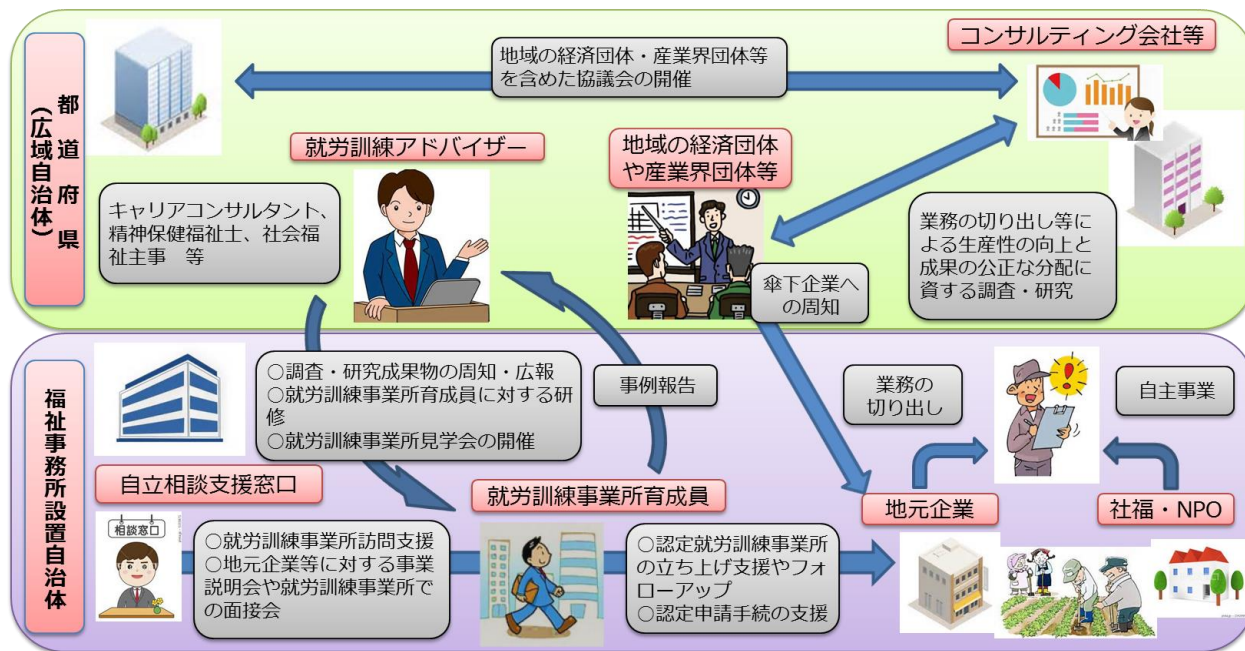 都道府県
（広域自治体）
地域の経済団体・産業界団体等
を含めた協議会の開催
コンサルティング会社等
就労訓練アドバイザー
地域の経済団体
や産業界団体等
キャリアコンサルタント、
精神保健福祉士、社会福
祉主事　等
業務の切り出し等に
よる生産性の向上と
成果の公正な分配に
資する調査・研究
傘下企業へ
の周知
福祉事務所設置自治体
○調査・研究成果物の周知・広報
○就労訓練事業所育成員に対する研
修
○就労訓練事業所見学会の開催
事例報告
業務の
切り出し
自主事業
自立相談支援窓口
就労訓練事業所育成員
地元企業
社福・NPO
相談窓口
○就労訓練事業所訪問支援
○地元企業等に対する事業
説明会や就労訓練事業所で
の面接会
○認定就労訓練事業所
の立ち上げ支援やフォ
ローアップ
○認定申請手続の支援